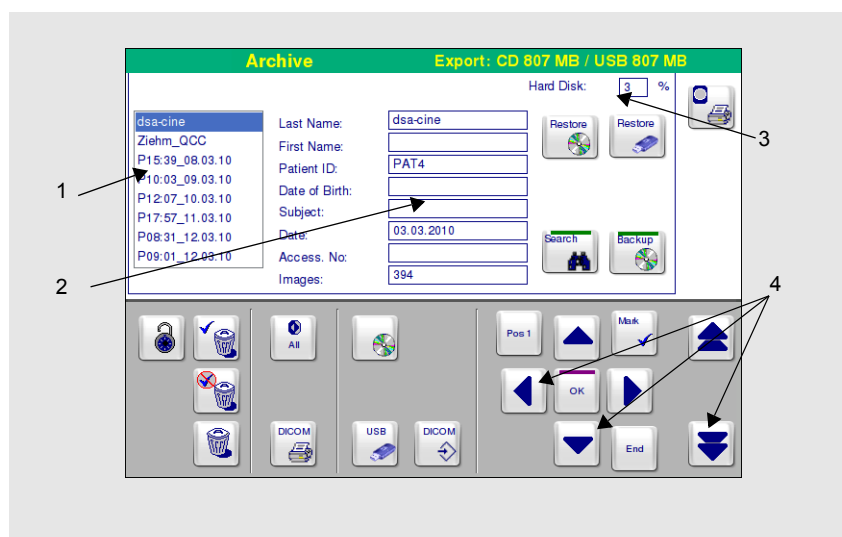 Archive Export: CD 807 MB / USB 807 MB
Hard Disk: 3 %
dsa-cine
Ziehm_QCC
P15:39_08.03.10
P10:03_09.03.10
P12:07_10.03.10
P17:57_11.03.10
P08:31_12.03.10
P09:01_12.03.10
Last Name: dsa-cine
First Name:
Patient ID: PAT4
Date of Birth:
Subject:
Date: 03.03.2010
Access. No:
Images: 394
Restore Restore
Search Backup
1
2
3
4
All
Pos 1
Mark
OK
DICOM
USB
DICOM
End